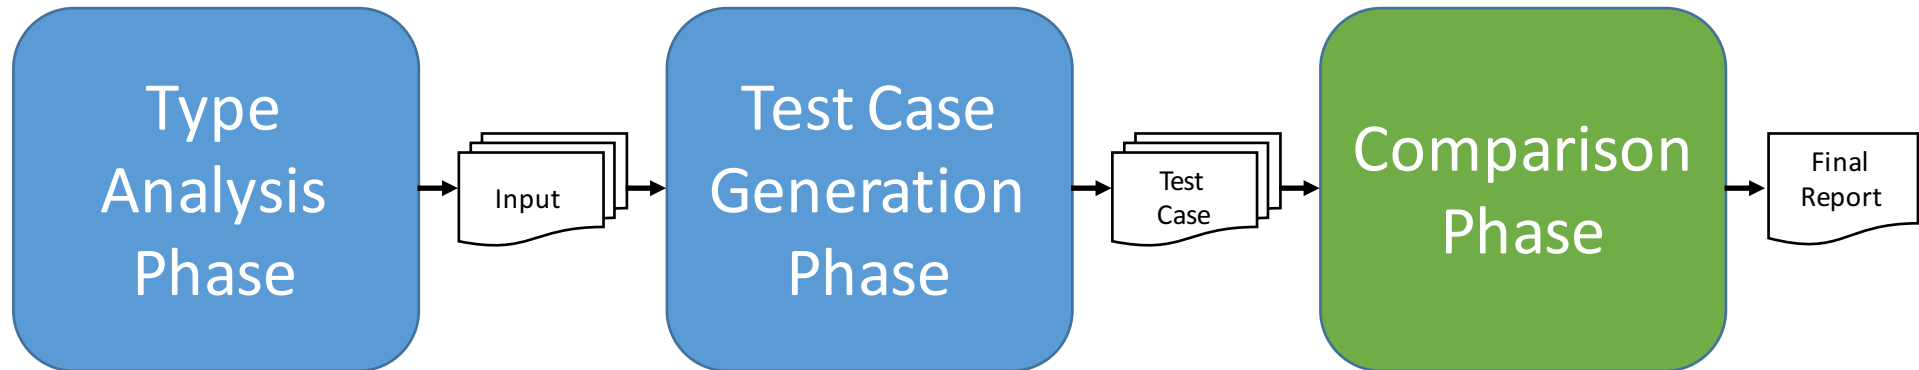 Type
Analysis
Phase
Input
Test Case
Generation
Phase
Test
Case
Comparison
Phase
Final
Report